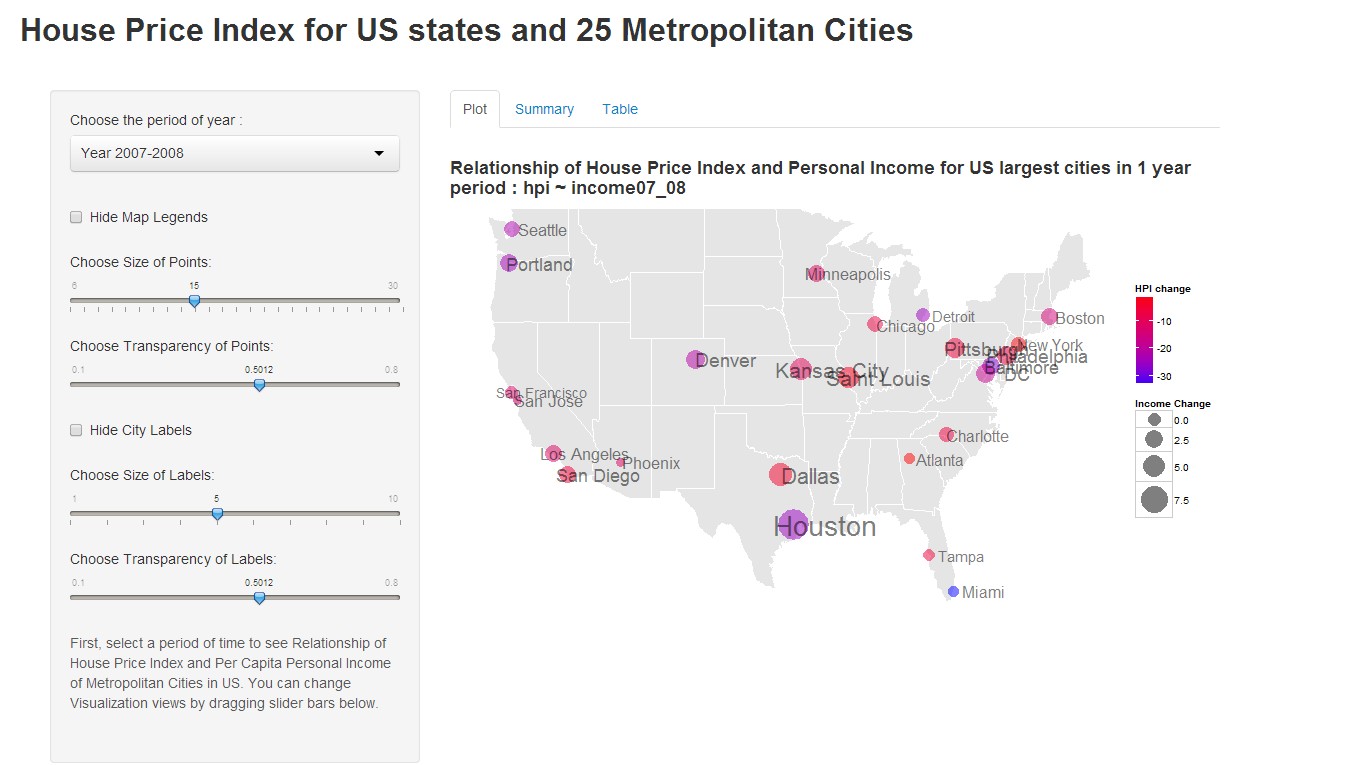 House Price Index for US states and 25 Metropolitan Cities
Choose the period of year :
Year 2007-2008
Hide Map Legends
Choose Size of Points:
6 15 30
Choose Transparency of Points:
0.1 0.5012 0.8
Hide City Labels
Choose Size of Labels:
1 5 10
Choose Transparency of Labels:
0.1 0.5012 0.8
First, select a period of time to see Relationship of
House Price Index and Per Capita Personal Income
of Metropolitan Cities in US. You can change
Visualization views by dragging slider bars below.
Plot Summary Table
Relationship of House Price Index and Personal Income for US largest cities in 1 year
period : hpi ~ income07_08
Seattle
Portland
Minneapolis
Detroit
Boston
Chicago
New York
Pittsburgh
Philadelphia
Denver
Baltimore
Kansas City
DC
Saint Louis
San Francisco
San Jose
Charlotte
Los Angeles
Atlanta
Phoenix
San Diego
Dallas
Houston
Tampa
Miami
HPI change
-10
-20
-30
Income Change
0.0
2.5
5.0
7.5